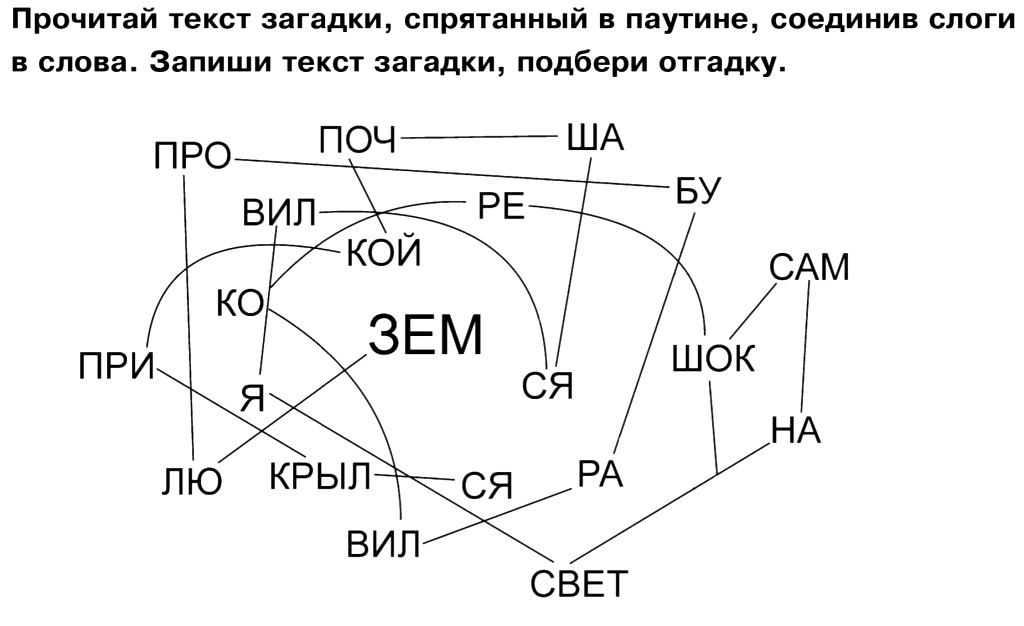 Прочитай текст загадки, спрятанный в паутине, соединив слоги
в слова. Запиши текст загадки, подбери отгадку.
ПОЧ ША
ПРО
БУ
ВИЛ РЕ
КОЙ
САМ
КО
ЗЕМ
ПРИ ШОК
Я СЯ
НА
ЛЮ КРЫЛ СЯ РА
ВИЛ
СВЕТ